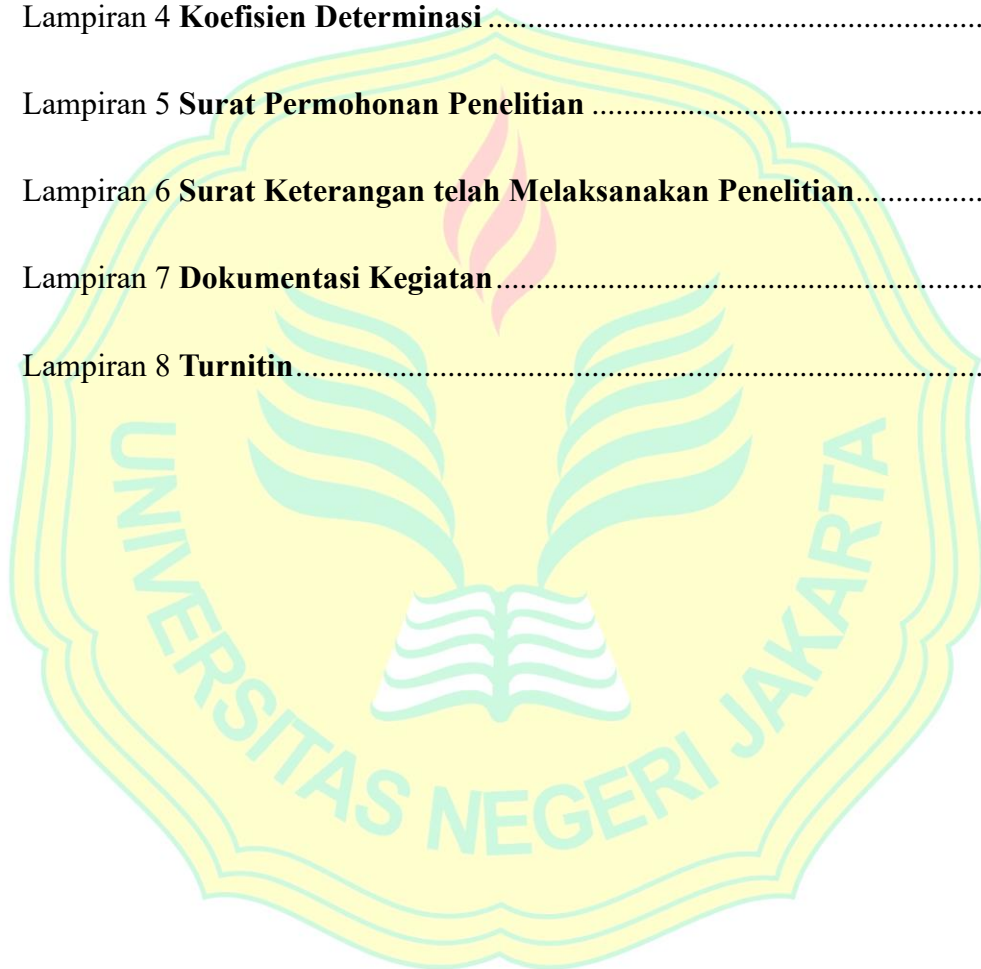 Lampiran 4 Koefisien Determinasi..............................................................
Lampiran 5 Surat Permohonan Penelitian .................................................
Lampiran 6 Surat Keterangan telah Melaksanakan Penelitian................
Lampiran 7 Dokumentasi Kegiatan.............................................................
Lampiran 8 Turnitin.......................................................................................
UNIVERSITAS NEGERI JAKARTA